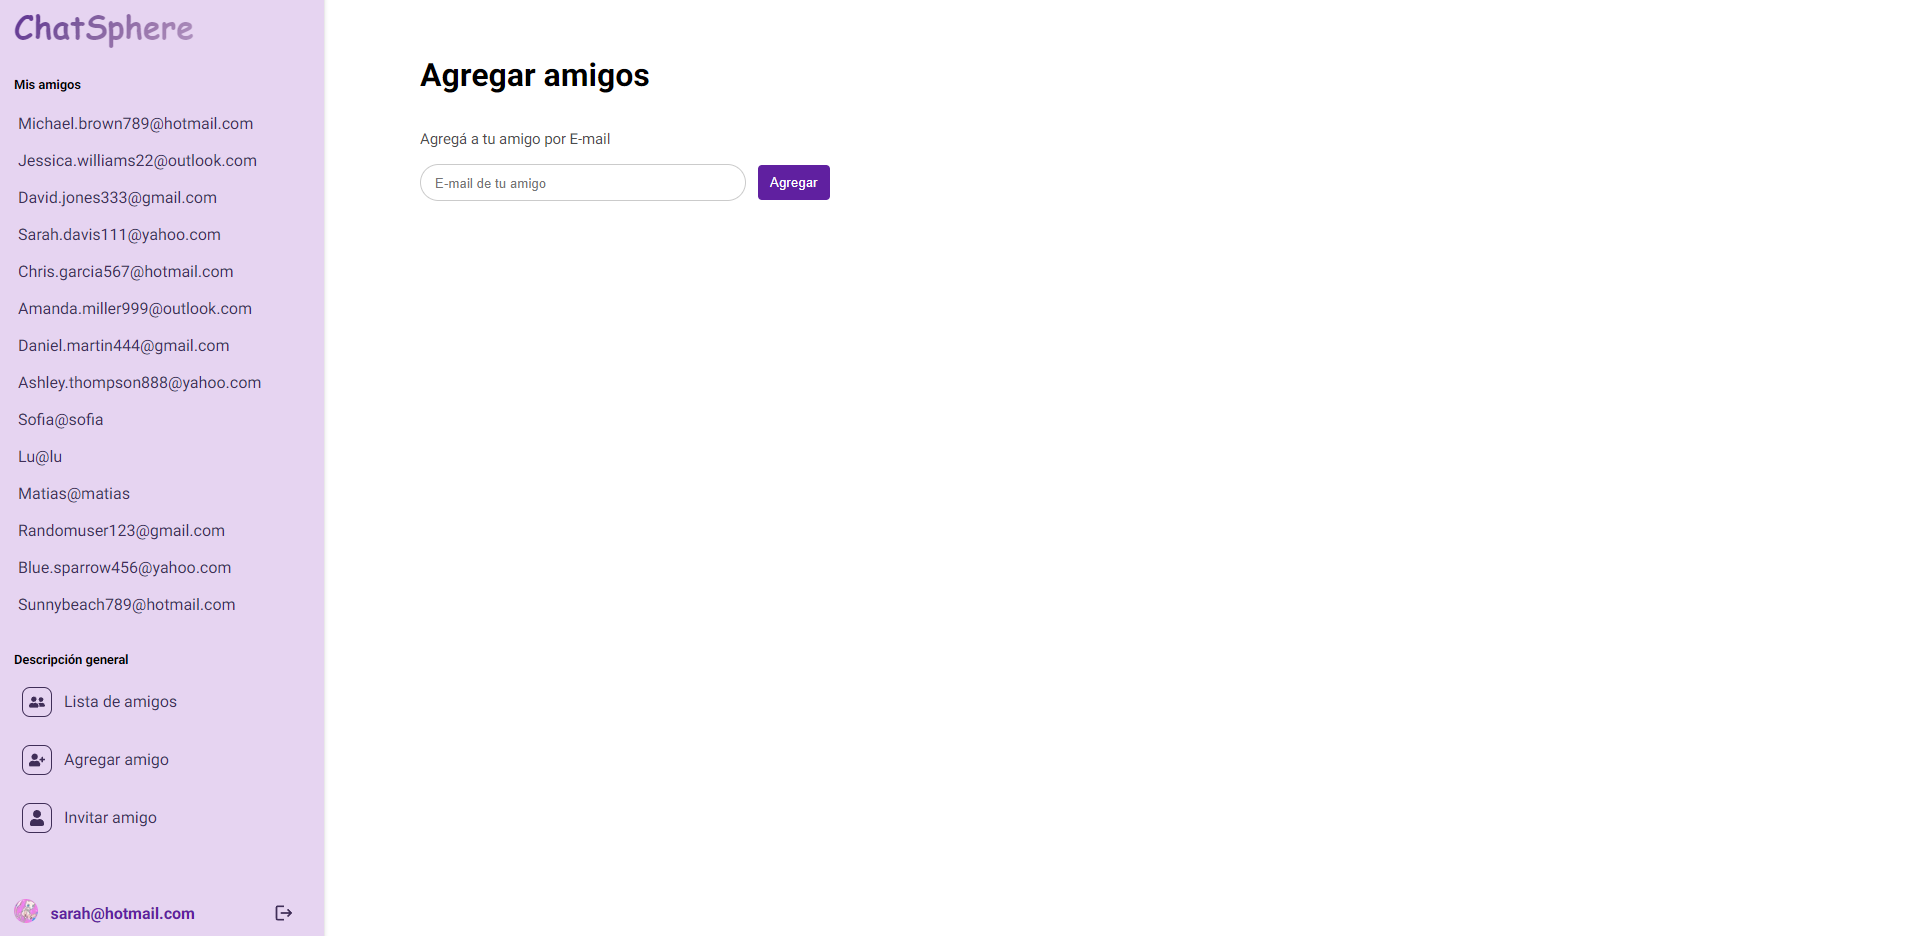 ChatSphere
Mis amigos
Michael.brown789@hotmail.com
Jessica.williams22@outlook.com
David.jones333@gmail.com
Sarah.davis111@yahoo.com
Chris.garcia567@hotmail.com
Amanda.miller999@outlook.com
Daniel.martin444@gmail.com
Ashley.thompson888@yahoo.com
Sofia@sofia
Lu@lu
Matias@matias
Randomuser123@gmail.com
Blue.sparrow456@yahoo.com
Sunnybeach789@hotmail.com
Descripción general
Lista de amigos
Agregar amigo
Invitar amigo
sarah@hotmail.com
Agregar amigos
Agregá a tu amigo por E-mail
E-mail de tu amigo
Agregar